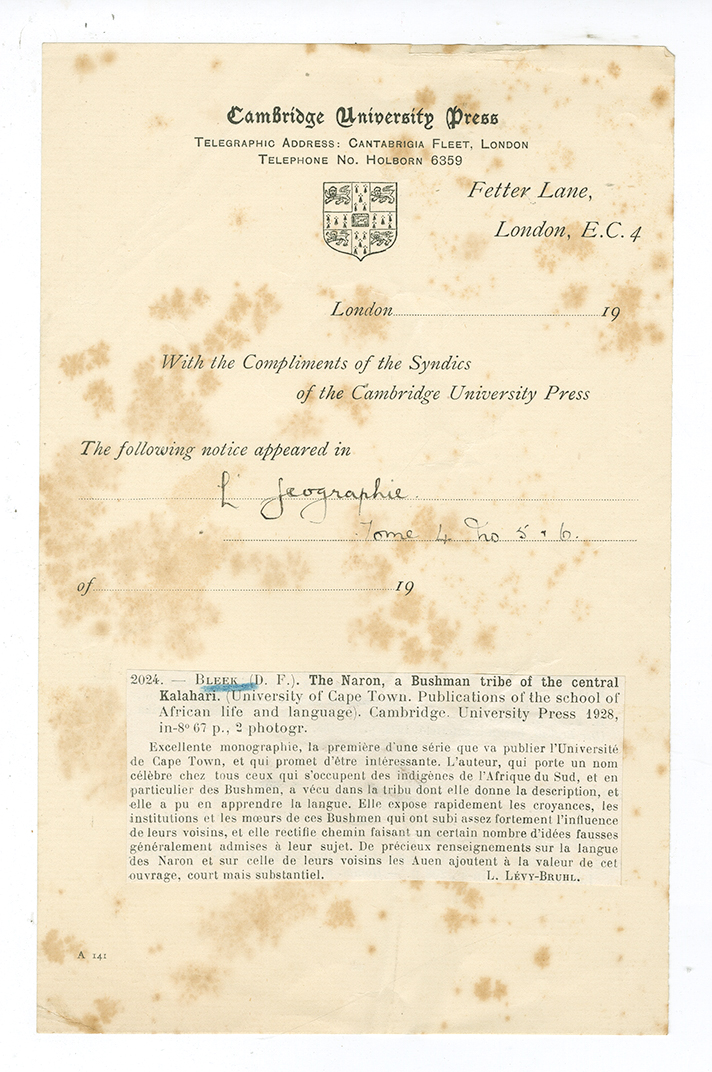 Cambridge University Press
TELEGRAPHIC ADDRESS: CANTABRIGIA FLEET, LONDON
TELEPHONE NO. HOLBORN 6359
Fetter Lane,
London, E.C. 4
London 19
With the Compliments of the Syndics
of the Cambridge University Press
The following notice appeared in
L' Geographie.
Tome 4 No 5 + 6.
of 19
2024. — BLEEK (D. F.). The Naron, a Bushman tribe of the central
Kalahari. (University of Cape Town. Publications of the school of
African life and language). Cambridge. University Press 1928,
in-8° 67 p., 2 photogr.
Excellente monographie, la première d'une série que va publier l'Université
de Cape Town, et qui promet d'être intéressante. L'auteur, qui porte un nom
célèbre chez tous ceux qui s'occupent des indigènes de l'Afrique du Sud, et en
particulier des Bushmen, a vécu dans la tribu dont elle donne la description, et
elle a pu en apprendre la langue. Elle expose rapidement les croyances, les
institutions et les mœurs de ces Bushmen qui ont subi assez fortement l'influence
de leurs voisins, et elle rectifie chemin faisant un certain nombre d'idées fausses
généralement admises à leur sujet. De précieux renseignements sur la langue
des Naron et sur celle de leurs voisins les Auen ajoutent à la valeur de cet
ouvrage, court mais substantiel. L. LÉVY-BRUHL.
A 141